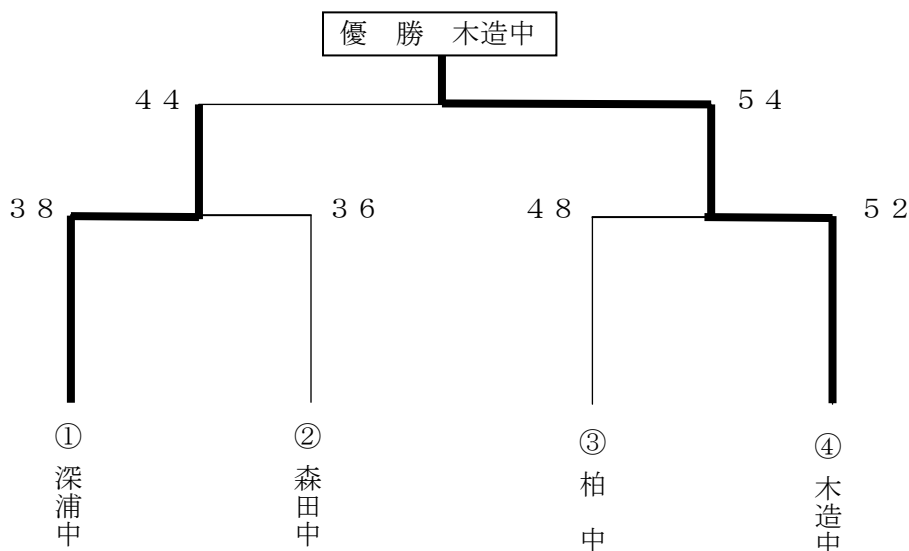 優　勝　木造中
４４
５４
３８
３６
４８
５２
①
深浦中
②
森田中
③
柏　中
④
木造中